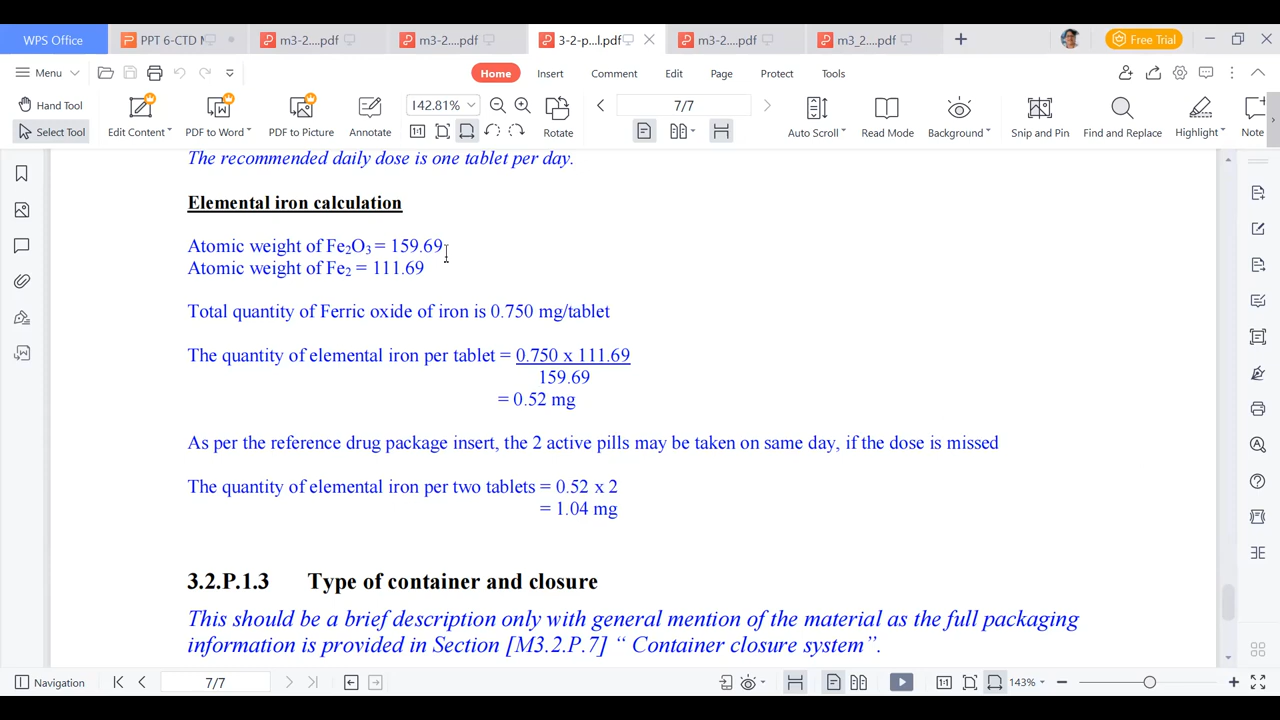 WPS Office
PPT 6-CTD M
m3-2....pdf
m3-2....pdf
3-2-p...l.pdf
m3-2....pdf
m3_2....pdf
Free Trial
Menu
Home
Insert
Comment
Edit
Page
Protect
Tools
Hand Tool
Select Tool
Edit Content
PDF to Word
PDF to Picture
Annotate
142.81%
Rotate
7/7
Auto Scroll
Read Mode
Background
Snip and Pin
Find and Replace
Highlight
Note
The recommended daily dose is one tablet per day.
Elemental iron calculation
Atomic weight of Fe₂O₃ = 159.69
Atomic weight of Fe₂ = 111.69
Total quantity of Ferric oxide of iron is 0.750 mg/tablet
The quantity of elemental iron per tablet = 0.750 x 111.69
159.69
= 0.52 mg
As per the reference drug package insert, the 2 active pills may be taken on same day, if the dose is missed
The quantity of elemental iron per two tablets = 0.52 x 2
= 1.04 mg
3.2.P.1.3 Type of container and closure
This should be a brief description only with general mention of the material as the full packaging
information is provided in Section [M3.2.P.7] “ Container closure system”.
Navigation
7/7
1:1
143%